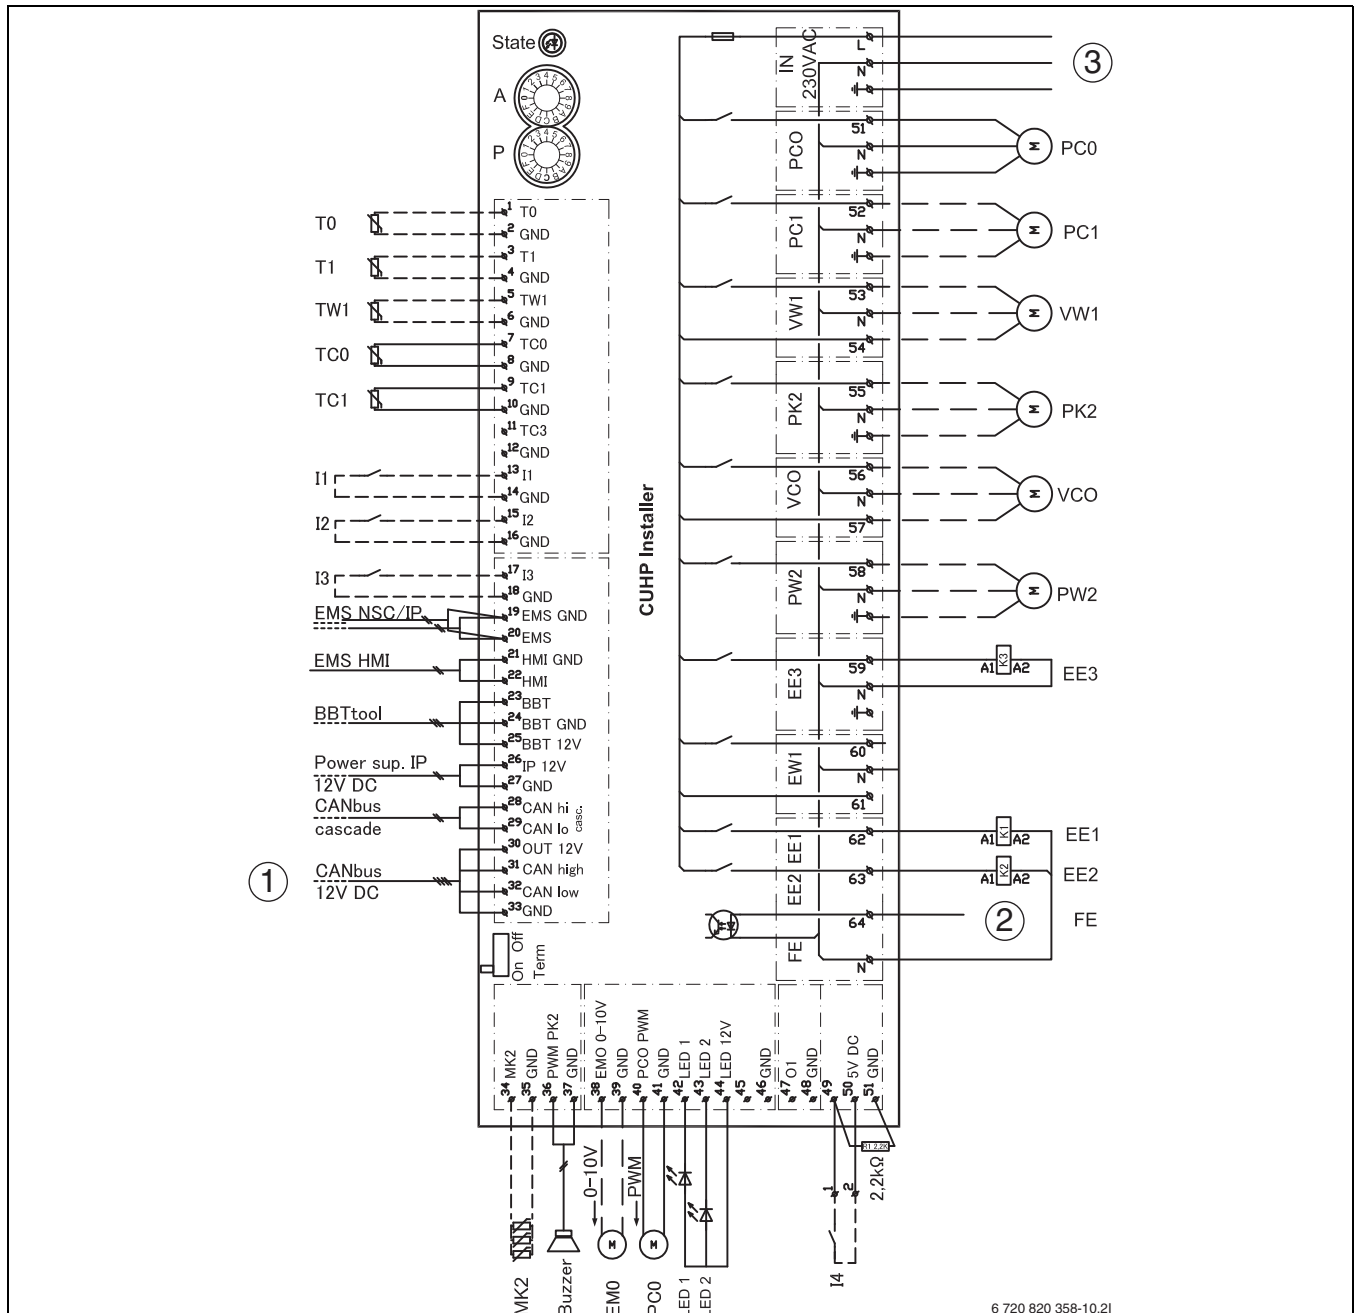 State
A
P
CUHP Installer
T0
T1
TW1
TC0
TC1
I1
I2
I3
EMS NSC/IP
EMS HMI
BBTtool
Power sup. IP
12V DC
CANbus
cascade
1
CANbus
12V DC
1 T0
2 GND
3 T1
4 GND
5 TW1
6 GND
7 TC0
8 GND
9 TC1
10 GND
11 TC3
12 GND
13 I1
14 GND
15 I2
16 GND
17 I3
18 GND
19 EMS GND
20 EMS
21 HMI GND
22 HMI
23 BBT
24 BBT GND
25 BBT 12V
26 IP 12V
27 GND
28 CAN hi
casc.
29 CAN lo
30 OUT 12V
31 CAN high
32 CAN low
33 GND
On Off
Term
IN
230VAC
L
N
3
PCO
51
N
M
PC0
PC1
52
N
M
PC1
VW1
53
N
54
M
VW1
PK2
55
N
M
PK2
VCO
56
N
57
M
VCO
PW2
58
N
M
PW2
EE3
59
N
A1 K3 A2
EE3
EW1
60
N
61
EE1
62
A1 K1 A2
EE1
EE2
63
A1 K2 A2
EE2
FE
64
N
2
FE
34 MK2
35 GND
36 PWM PK2
37 GND
38 EMO 0-10V
39 GND
40 PCO PWM
41 GND
42 LED 1
43 LED 2
44 LED 12V
45
46 GND
47 O1
48 GND
49
50 5V DC
51 GND
0-10V
PWM
R1 2,2K
2,2kΩ
1
2
M
M
MK2
Buzzer
EM0
PC0
LED 1
LED 2
I4
6 720 820 358-10.2I